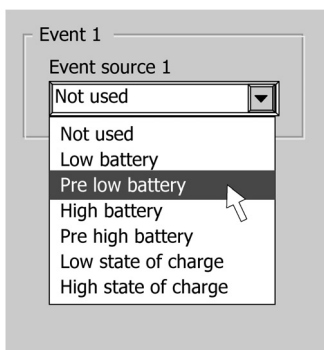 Event 1
Event source 1
Not used
Not used
Low battery
Pre low battery
High battery
Pre high battery
Low state of charge
High state of charge